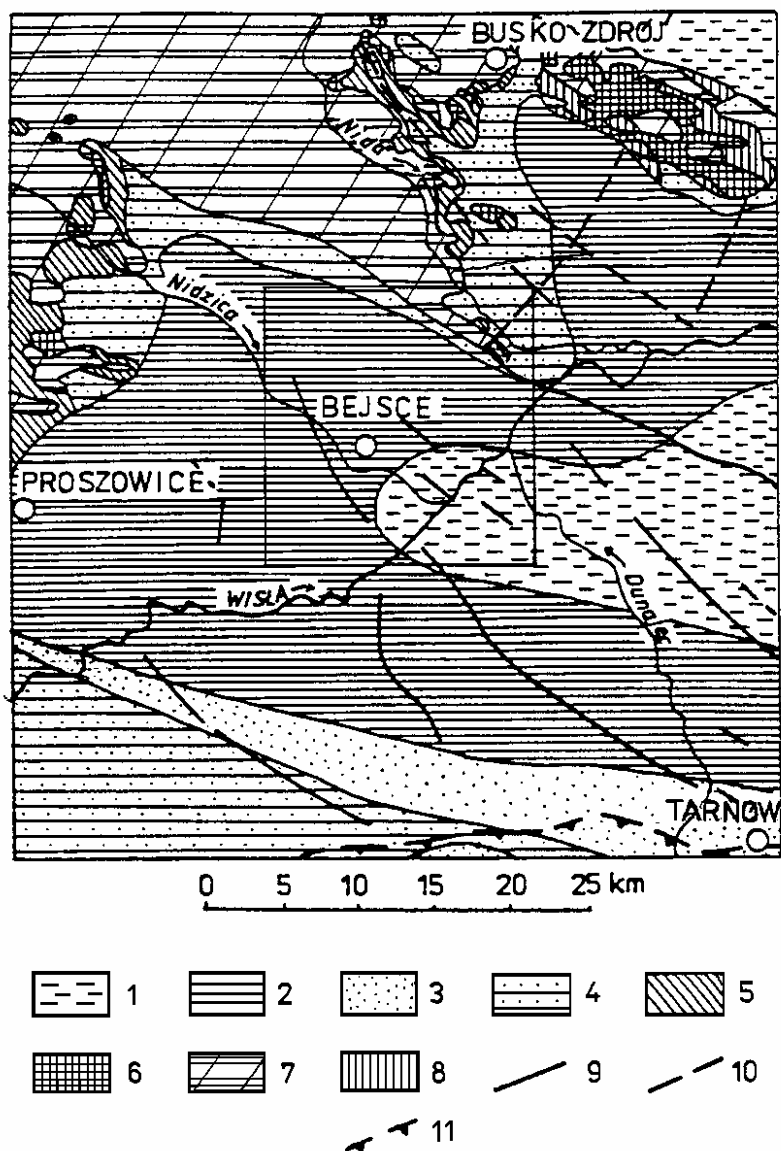 BUSKO-ZDRÓJ
Nida
Nidzica
BEJSCE
PROSZOWICE
WISŁA
Dunajec
TARNÓW
0 5 10 15 20 25 km
1 2 3 4 5
6 7 8 9 10
11